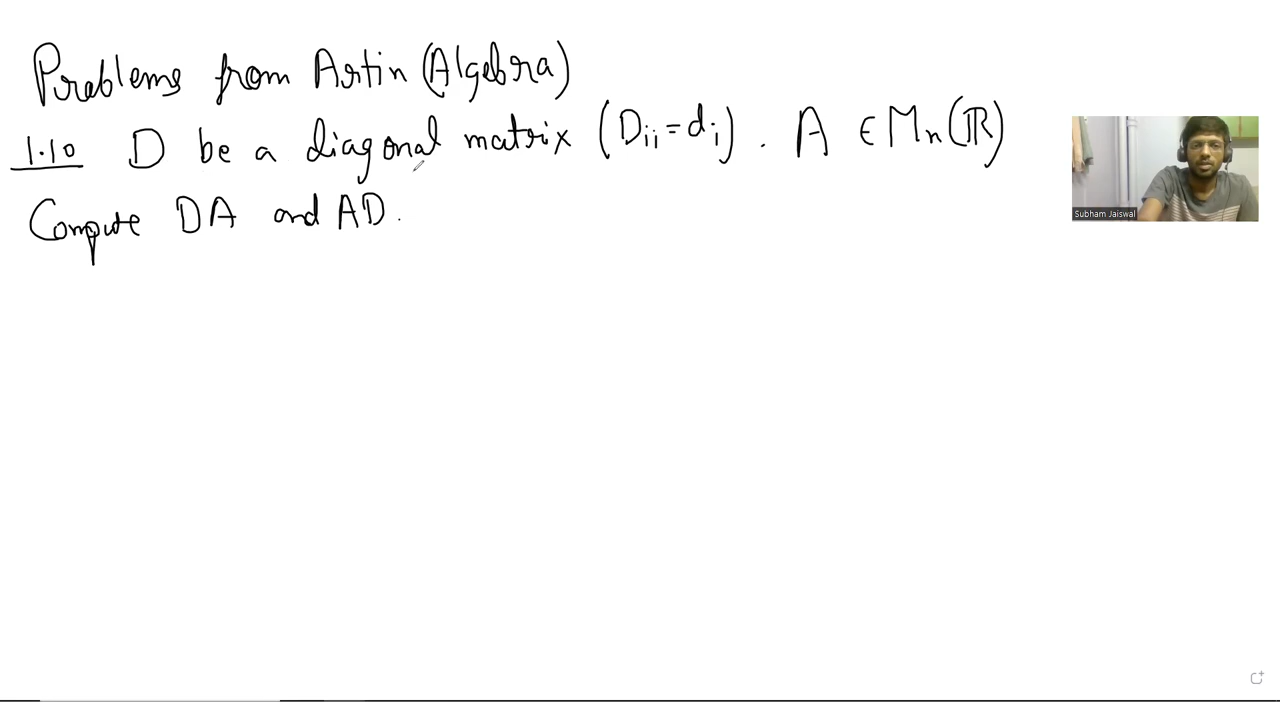 Problems from Artin (Algebra)
1.10 D be a diagonal matrix (Dᵢᵢ = dᵢ). A ∈ Mₙ(ℝ)
Compute DA and AD.
Subham Jaiswal